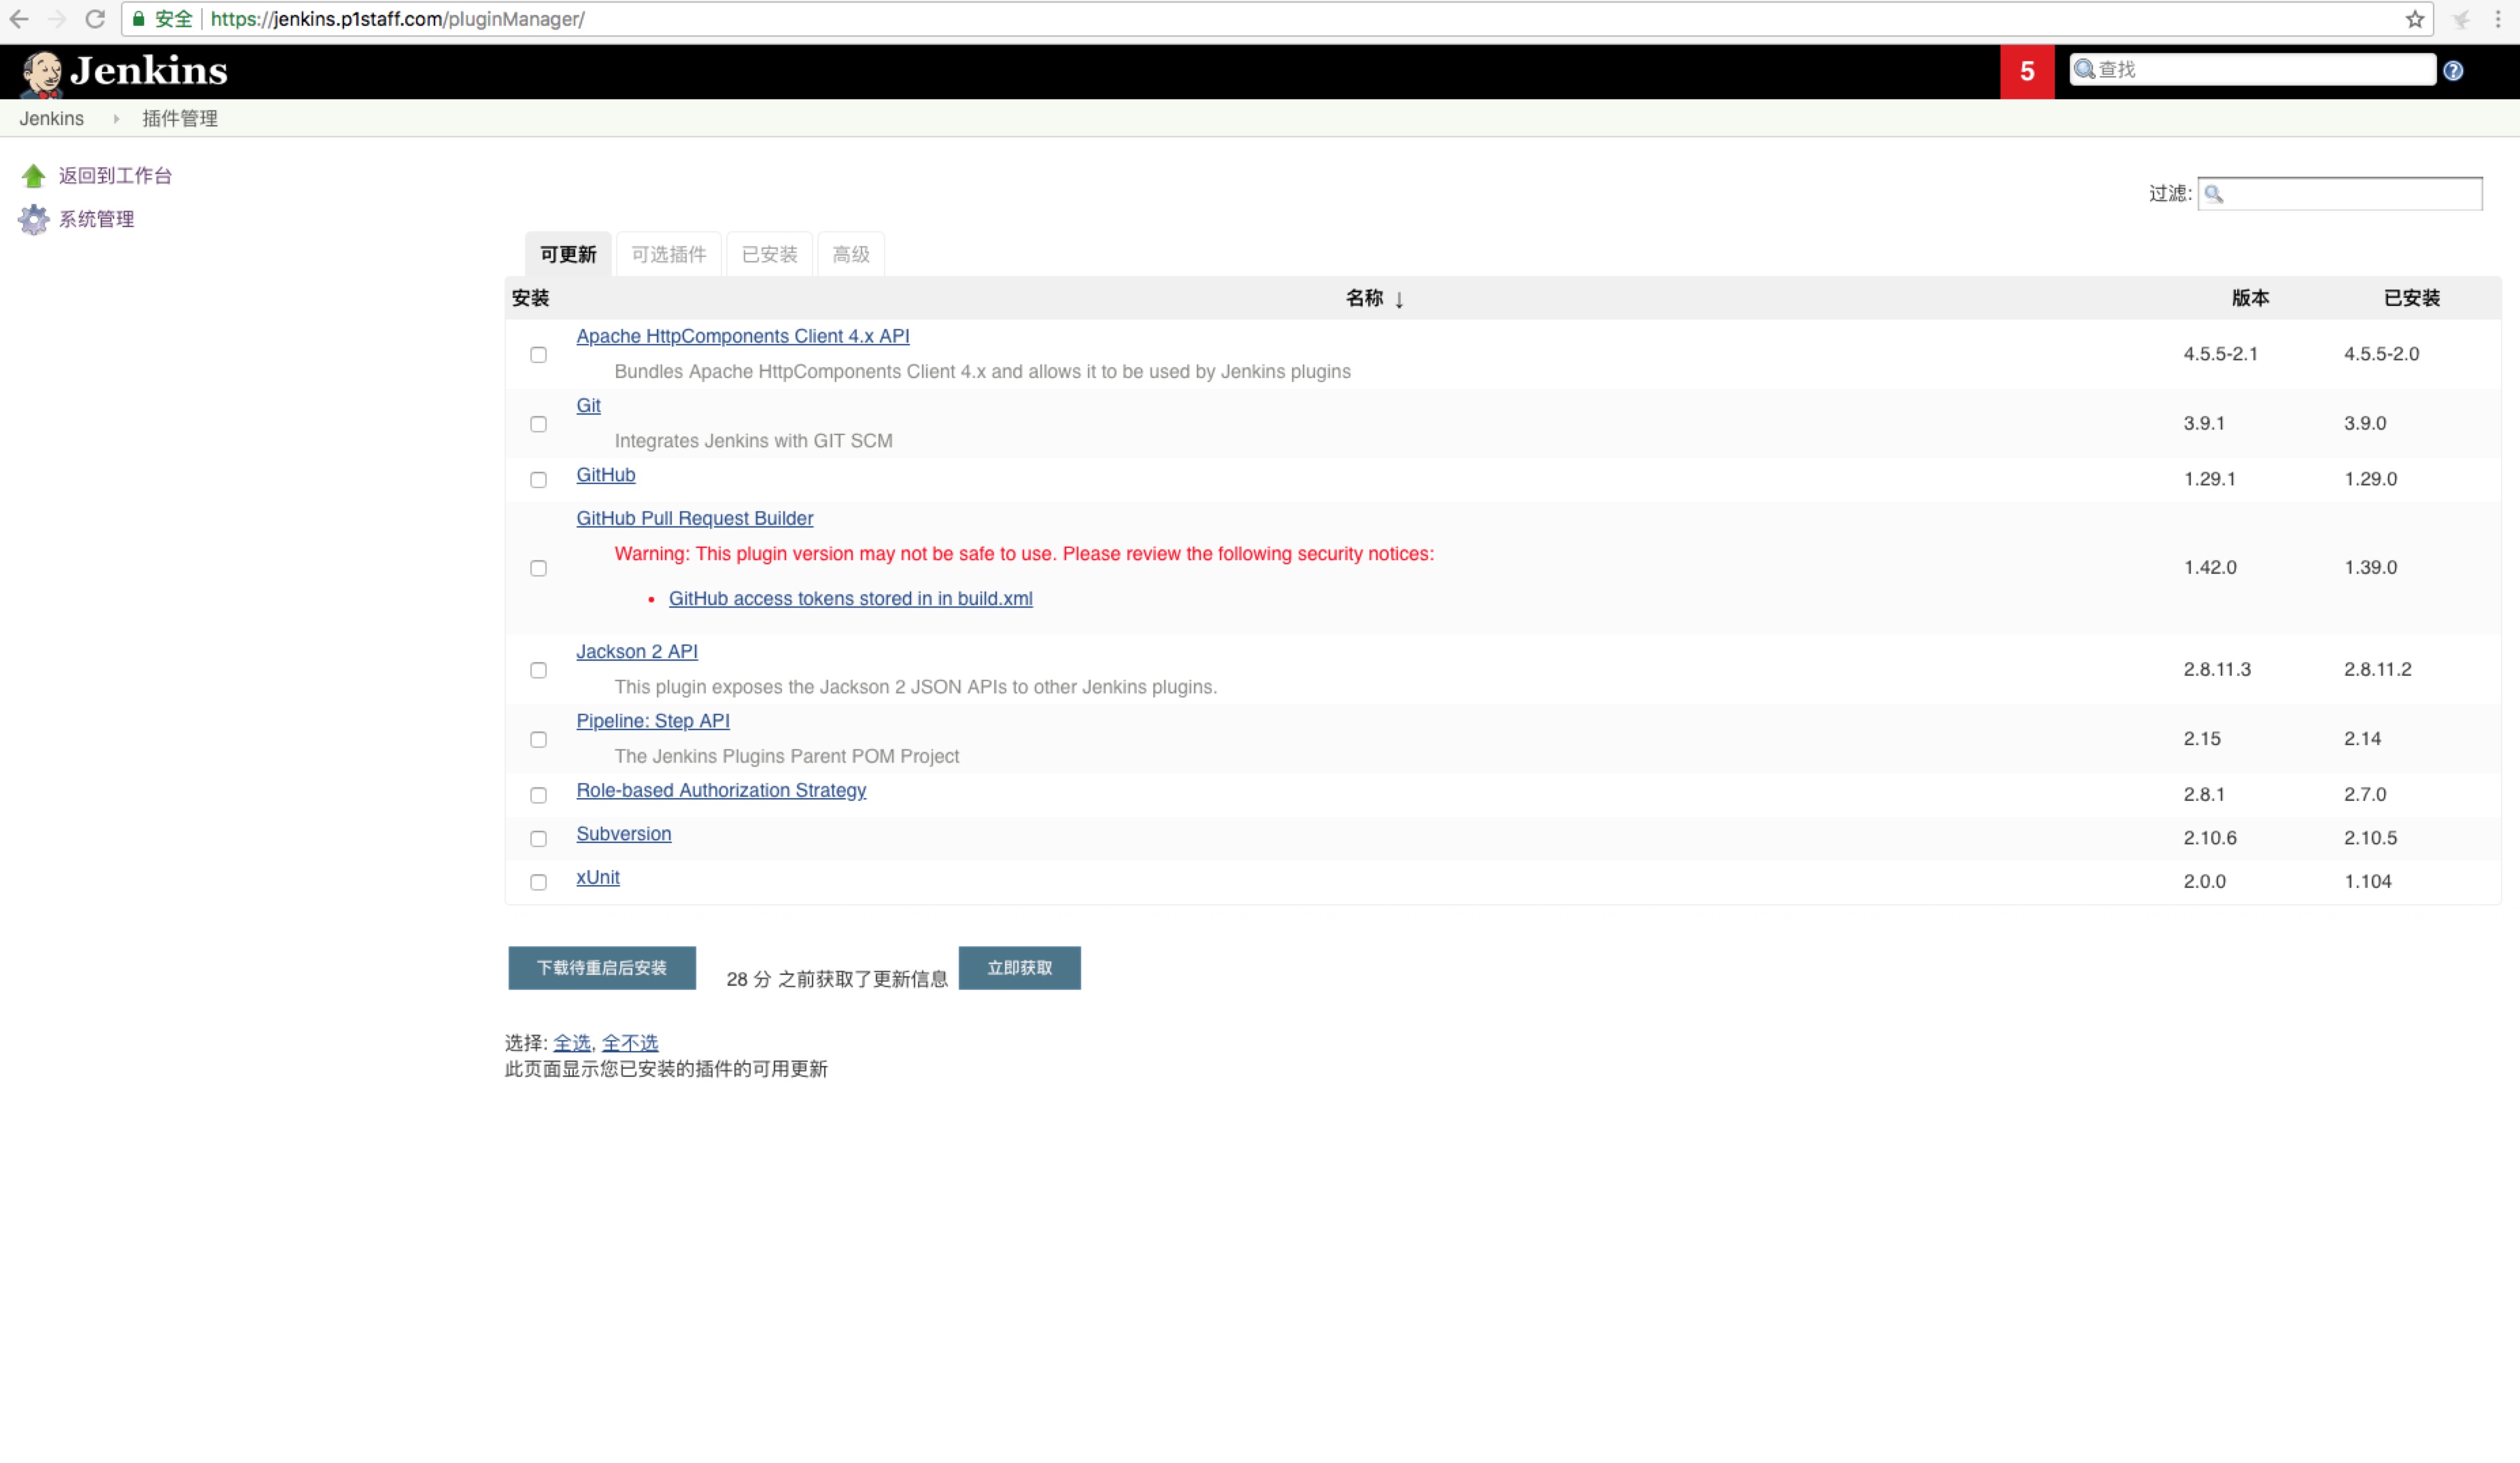 安全 https://jenkins.p1staff.com/pluginManager/
Jenkins 5 查找
Jenkins 插件管理
返回到工作台
系统管理
过滤:
可更新 可选插件 已安装 高级
安装 名称 ↓ 版本 已安装
Apache HttpComponents Client 4.x API
Bundles Apache HttpComponents Client 4.x and allows it to be used by Jenkins plugins
4.5.5-2.1 4.5.5-2.0
Git
Integrates Jenkins with GIT SCM
3.9.1 3.9.0
GitHub
1.29.1 1.29.0
GitHub Pull Request Builder
Warning: This plugin version may not be safe to use. Please review the following security notices:
• GitHub access tokens stored in in build.xml
1.42.0 1.39.0
Jackson 2 API
This plugin exposes the Jackson 2 JSON APIs to other Jenkins plugins.
2.8.11.3 2.8.11.2
Pipeline: Step API
The Jenkins Plugins Parent POM Project
2.15 2.14
Role-based Authorization Strategy
2.8.1 2.7.0
Subversion
2.10.6 2.10.5
xUnit
2.0.0 1.104
下载待重启后安装 28 分 之前获取了更新信息 立即获取
选择: 全选, 全不选
此页面显示您已安装的插件的可用更新